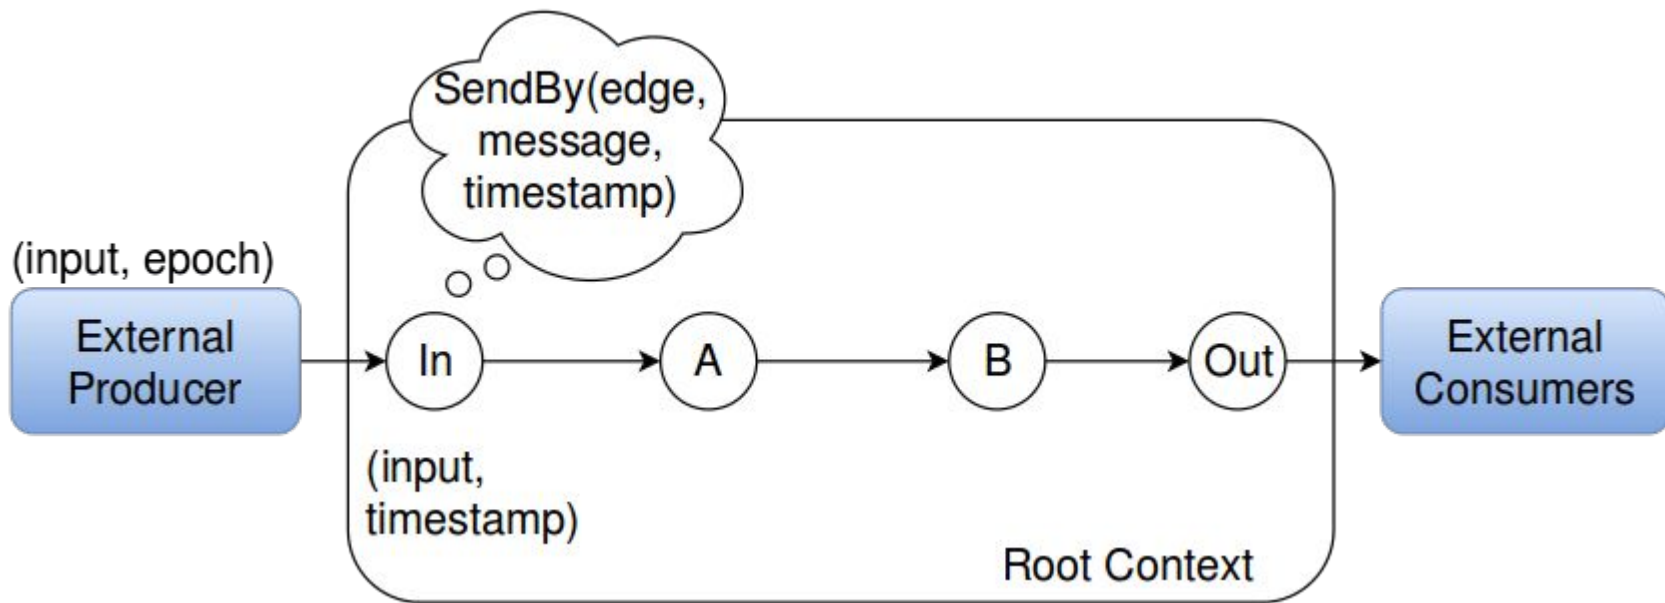 SendBy(edge,
message,
timestamp)
(input, epoch)
External
Producer
In
A
B
Out
External
Consumers
(input,
timestamp)
Root Context